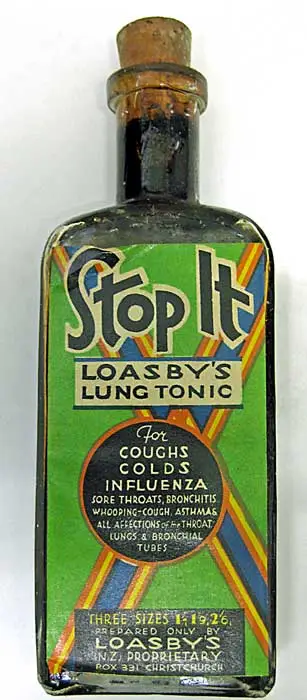 Stop It
LOASBY'S
LUNG TONIC
For
COUGHS
COLDS
INFLUENZA
SORE THROATS, BRONCHITIS
WHOOPING-COUGH, ASTHMA &
ALL AFFECTIONS of the THROAT
LUNGS & BRONCHIAL
TUBES
THREE SIZES 1/- 1/9, 2/6,
PREPARED ONLY BY
LOASBY'S
N.Z. PROPRIETARY
BOX 331 CHRISTCHURCH